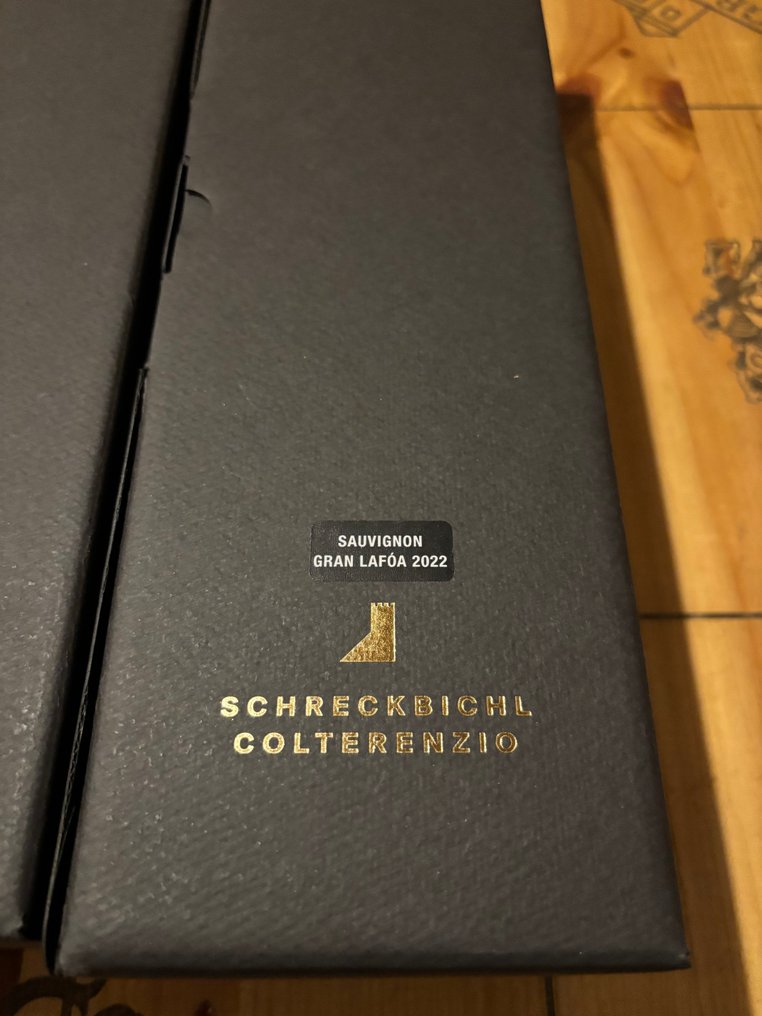 SAUVIGNON
GRAN LAFÓA 2022
SCHRECKBICHL
COLTERENZIO